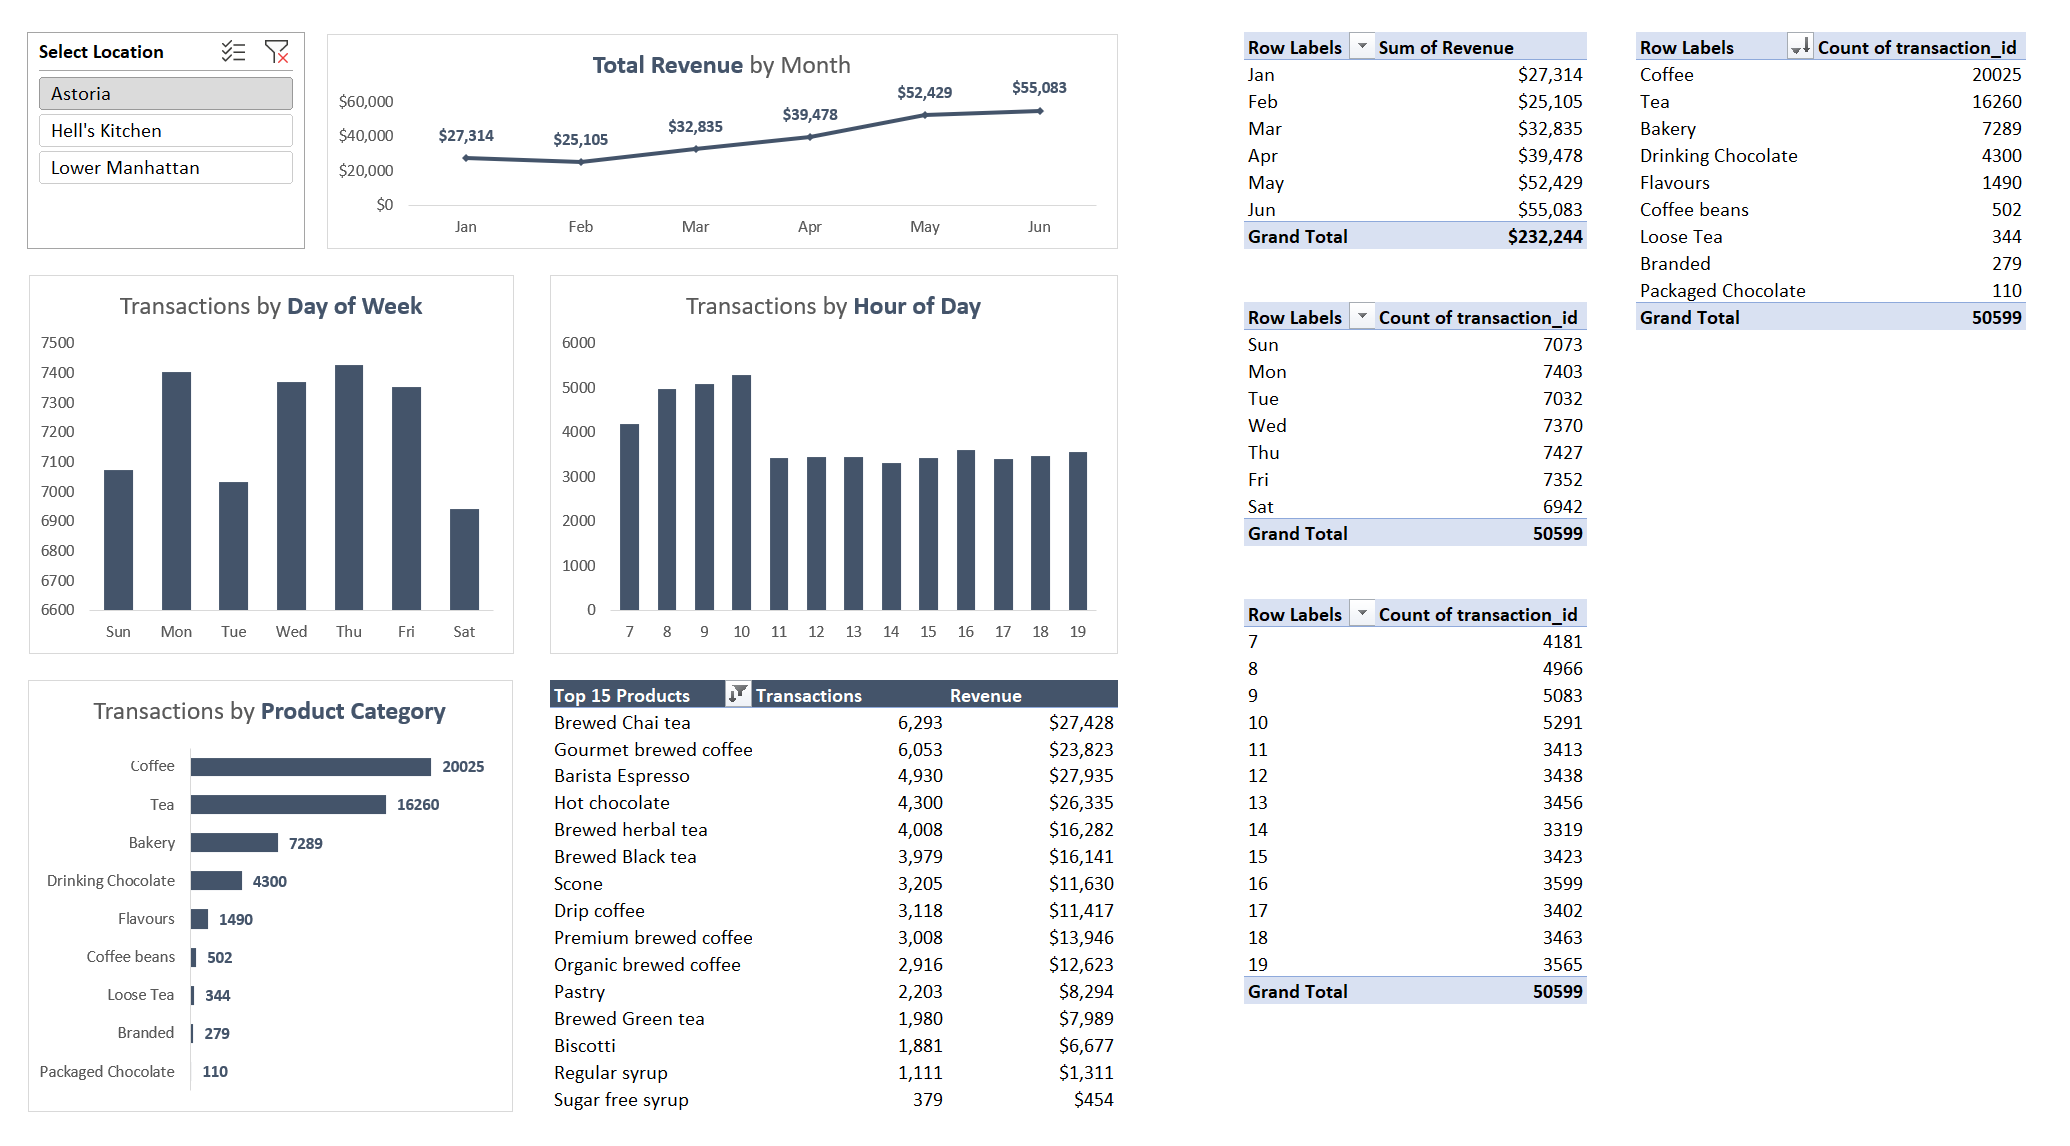 Select Location
Astoria
Hell's Kitchen
Lower Manhattan
Total Revenue by Month
$60,000
$40,000
$20,000
$0
$27,314
$25,105
$32,835
$39,478
$52,429
$55,083
Jan Feb Mar Apr May Jun
Transactions by Day of Week
7500
7400
7300
7200
7100
7000
6900
6800
6700
6600
Sun Mon Tue Wed Thu Fri Sat
Transactions by Hour of Day
6000
5000
4000
3000
2000
1000
0
7 8 9 10 11 12 13 14 15 16 17 18 19
Transactions by Product Category
Coffee 20025
Tea 16260
Bakery 7289
Drinking Chocolate 4300
Flavours 1490
Coffee beans 502
Loose Tea 344
Branded 279
Packaged Chocolate 110
Top 15 Products Transactions Revenue
Brewed Chai tea 6,293 $27,428
Gourmet brewed coffee 6,053 $23,823
Barista Espresso 4,930 $27,935
Hot chocolate 4,300 $26,335
Brewed herbal tea 4,008 $16,282
Brewed Black tea 3,979 $16,141
Scone 3,205 $11,630
Drip coffee 3,118 $11,417
Premium brewed coffee 3,008 $13,946
Organic brewed coffee 2,916 $12,623
Pastry 2,203 $8,294
Brewed Green tea 1,980 $7,989
Biscotti 1,881 $6,677
Regular syrup 1,111 $1,311
Sugar free syrup 379 $454
Row Labels Sum of Revenue
Jan $27,314
Feb $25,105
Mar $32,835
Apr $39,478
May $52,429
Jun $55,083
Grand Total $232,244
Row Labels Count of transaction_id
Sun 7073
Mon 7403
Tue 7032
Wed 7370
Thu 7427
Fri 7352
Sat 6942
Grand Total 50599
Row Labels Count of transaction_id
7 4181
8 4966
9 5083
10 5291
11 3413
12 3438
13 3456
14 3319
15 3423
16 3599
17 3402
18 3463
19 3565
Grand Total 50599
Row Labels Count of transaction_id
Coffee 20025
Tea 16260
Bakery 7289
Drinking Chocolate 4300
Flavours 1490
Coffee beans 502
Loose Tea 344
Branded 279
Packaged Chocolate 110
Grand Total 50599